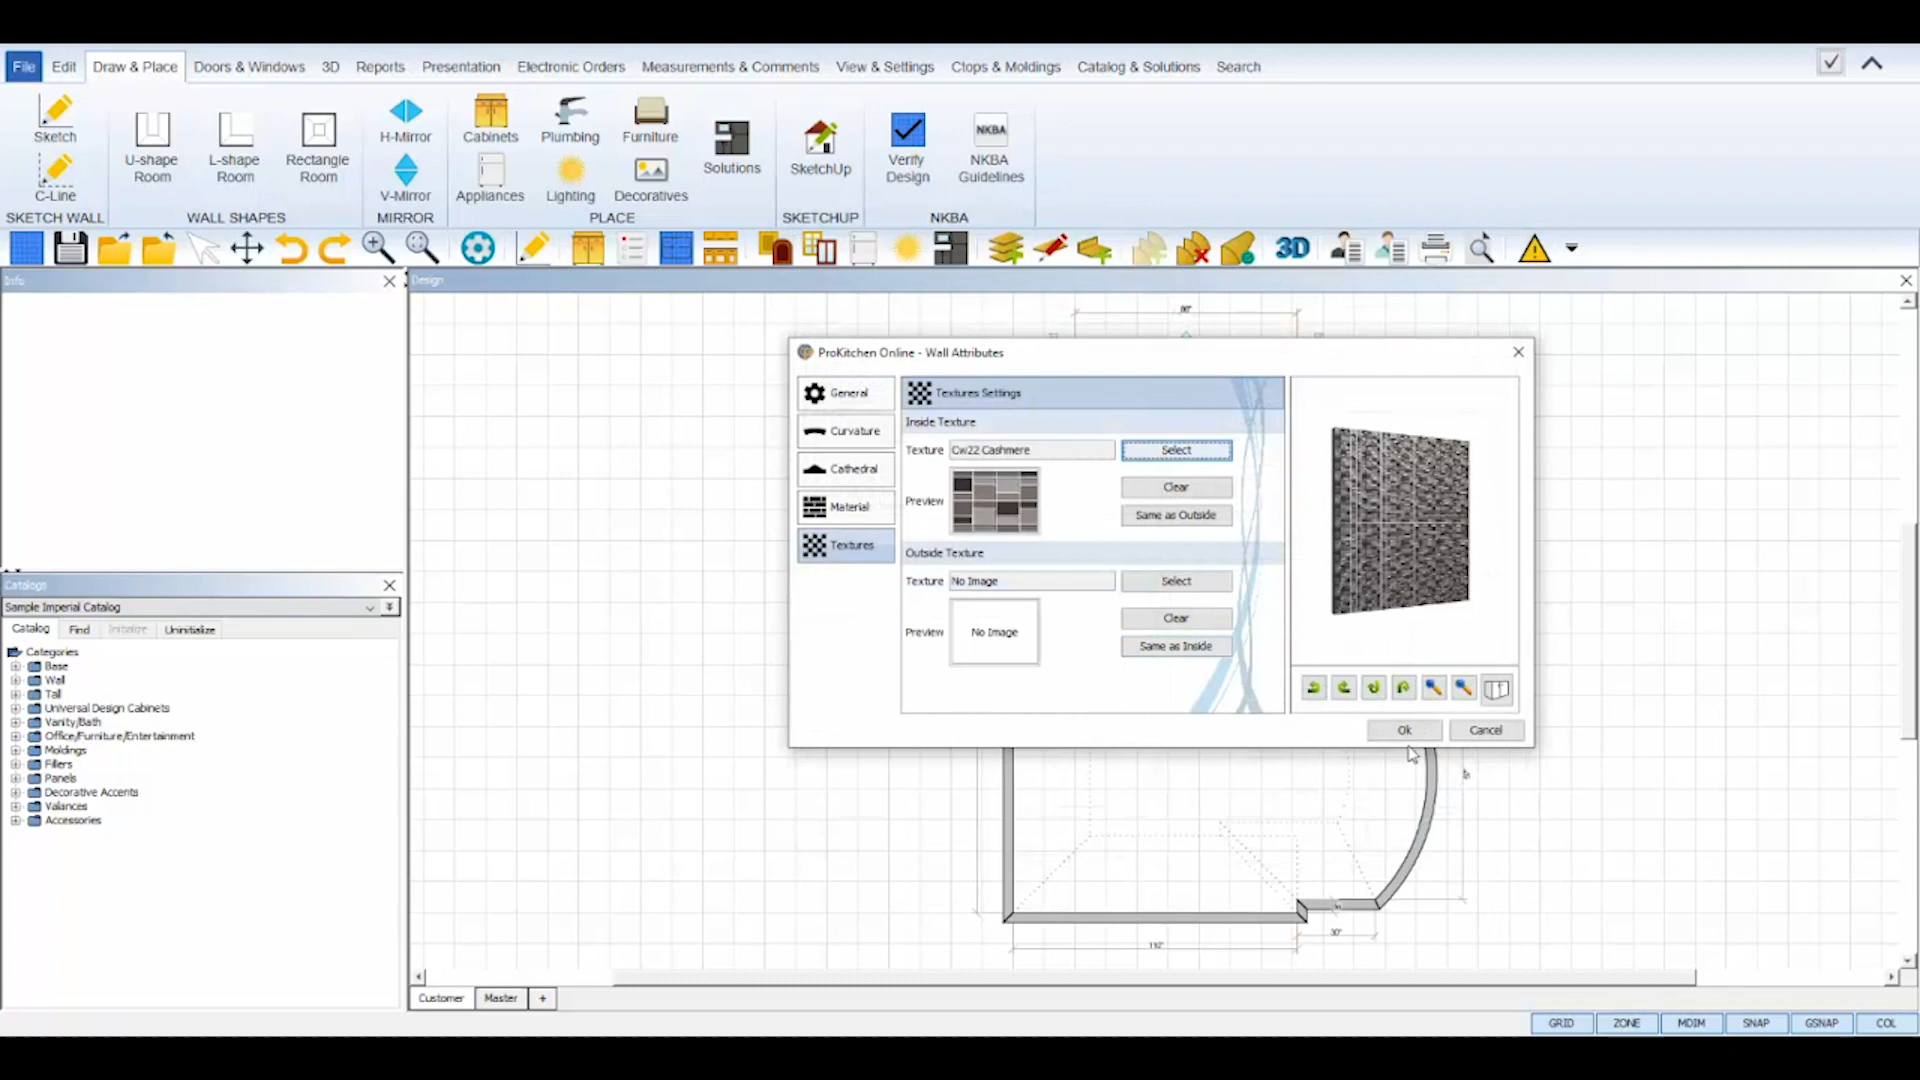 File Edit Draw & Place Doors & Windows 3D Reports Presentation Electronic Orders Measurements & Comments View & Settings Ctops & Moldings Catalog & Solutions Search
Sketch
C-Line
SKETCH WALL
U-shape Room
L-shape Room
Rectangle Room
WALL SHAPES
H-Mirror
V-Mirror
MIRROR
Cabinets Plumbing Furniture
Appliances Lighting Decoratives
Solutions
PLACE
SketchUp
SKETCHUP
Verify Design
NKBA
NKBA Guidelines
NKBA
3D
Info
Design
Catalogs
Sample Imperial Catalog
Catalog Find Initialize Uninitialize
Categories
Base
Wall
Tall
Universal Design Cabinets
Vanity/Bath
Office/Furniture/Entertainment
Moldings
Fillers
Panels
Decorative Accents
Valances
Accessories
ProKitchen Online - Wall Attributes
General
Curvature
Cathedral
Material
Textures
Textures Settings
Inside Texture
Texture Cw22 Cashmere Select
Preview
Clear
Same as Outside
Outside Texture
Texture No Image Select
Preview No Image
Clear
Same as Inside
Ok Cancel
30"
Customer Master +
GRID ZONE MDIM SNAP GSNAP COL